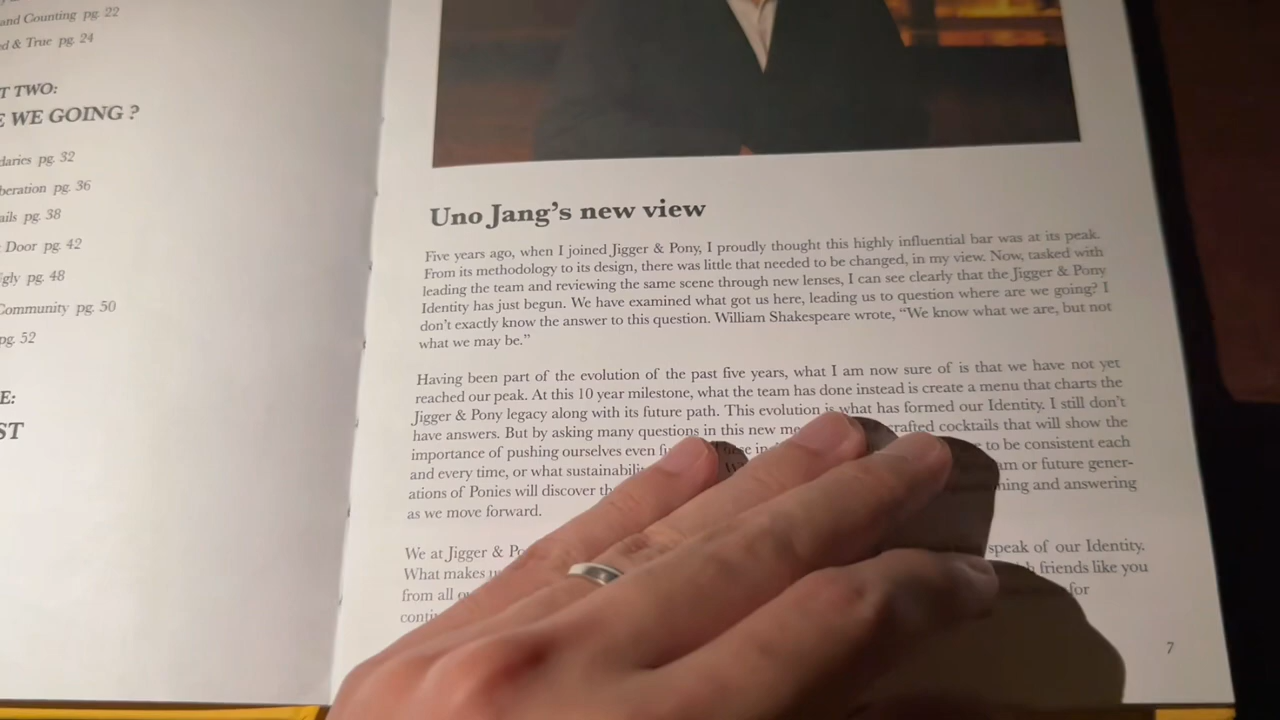 and Counting pg. 22
& True pg. 24
TWO:
WE GOING ?
pg. 32
pg. 36
pg. 38
Door pg. 42
pg. 48
Community pg. 50
pg. 52
Uno Jang's new view
Five years ago, when I joined Jigger & Pony, I proudly thought this highly influential bar was at its peak.
From its methodology to its design, there was little that needed to be changed, in my view. Now, tasked with
leading the team and reviewing the same scene through new lenses, I can see clearly that the Jigger & Pony
Identity has just begun. We have examined what got us here, leading us to question where are we going? I
don't exactly know the answer to this question. William Shakespeare wrote, “We know what we are, but not
what we may be.”
Having been part of the evolution of the past five years, what I am now sure of is that we have not yet
reached our peak. At this 10 year milestone, what the team has done instead is create a menu that charts the
Jigger & Pony legacy along with its future path. This evolution is what has formed our Identity. I still don't
have answers. But by asking many questions in this new crafted cocktails that will show the
importance of pushing ourselves even to be consistent each
and every time, or what or future gener-
ations of Ponies will discover and answering
as we move forward.
We at Jigger & speak of our Identity.
What makes friends like you
from all for
7